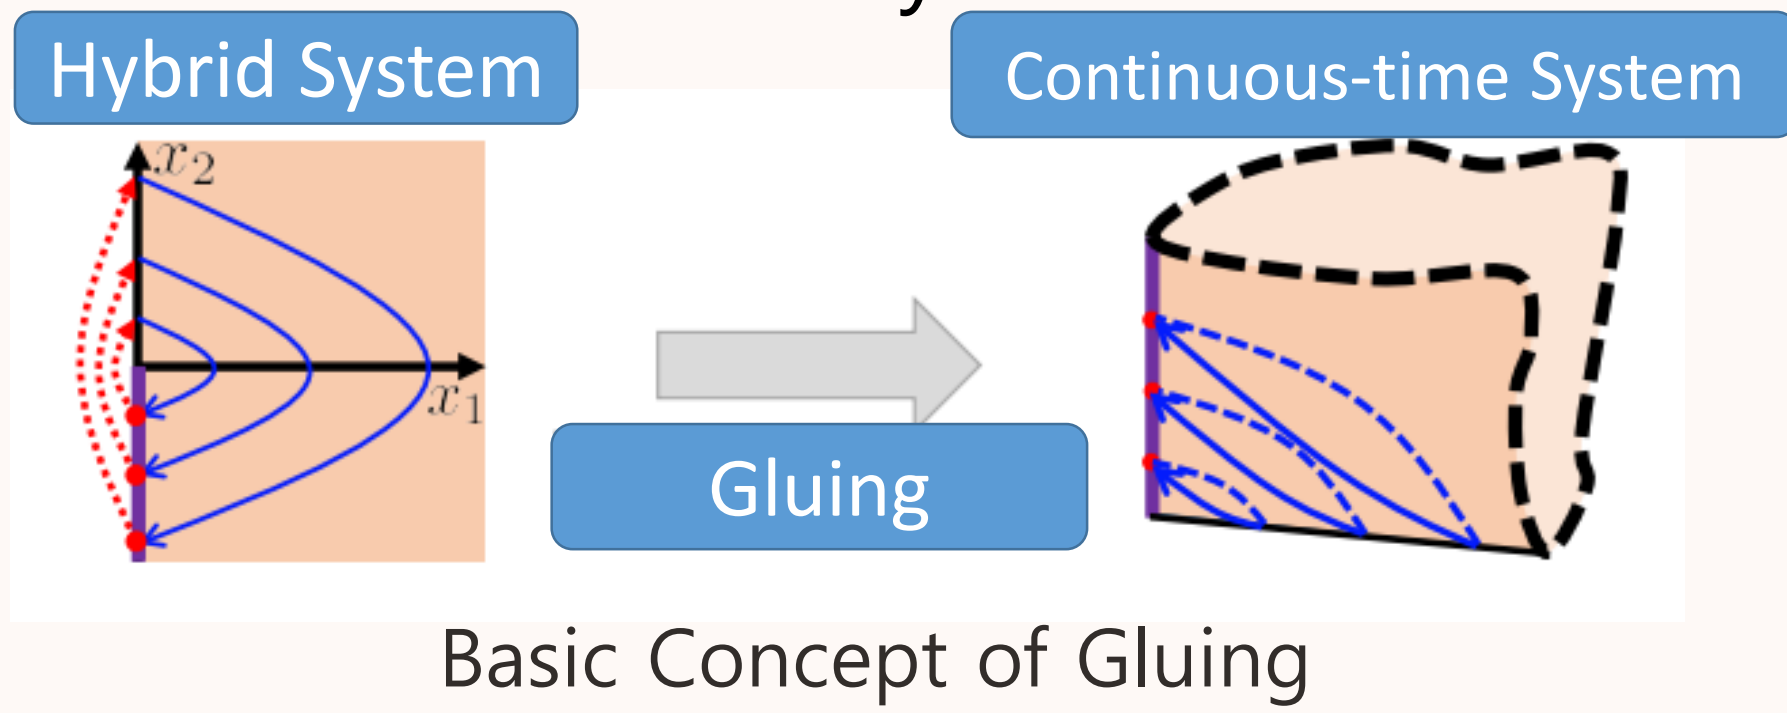 Hybrid System
Continuous-time System
x₂
x₁
Gluing
Basic Concept of Gluing